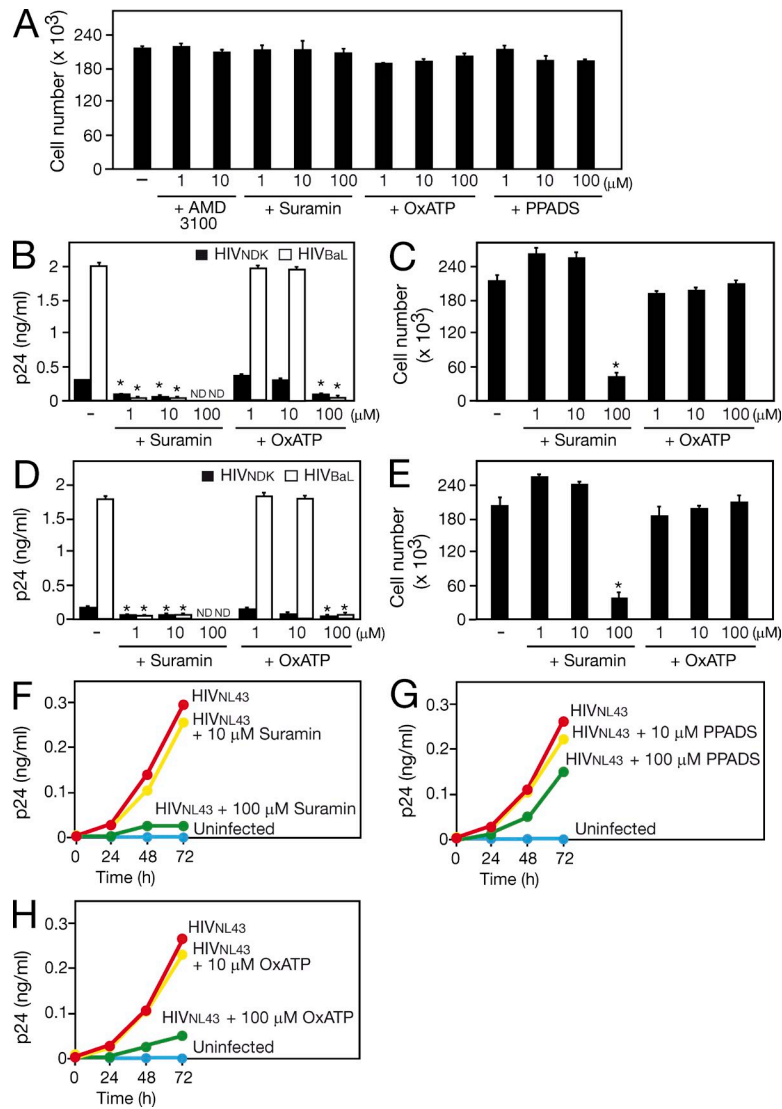 A
Cell number (x 10³)
240
180
120
60
0
– 1 10 1 10 100 1 10 100 1 10 100 (μM)
+ AMD 3100 + Suramin + OxATP + PPADS
B
HIVNDK HIVBaL
p24 (ng/ml)
2
1.5
1
0.5
0
* * * * ND ND * *
– 1 10 100 1 10 100 (μM)
+ Suramin + OxATP
C
Cell number (x 10³)
240
180
60
0
*
– 1 10 100 1 10 100 (μM)
+ Suramin + OxATP
D
HIVNDK HIVBaL
p24 (ng/ml)
2
1.5
1
0.5
0
* * * * ND ND * *
– 1 10 100 1 10 100 (μM)
+ Suramin + OxATP
E
Cell number (x 10³)
240
180
60
0
*
– 1 10 100 1 10 100 (μM)
+ Suramin + OxATP
F
p24 (ng/ml)
0.3
0.2
0.1
0
HIVNL43
HIVNL43
+ 10 μM Suramin
HIVNL43 + 100 μM Suramin
Uninfected
0 24 48 72
Time (h)
G
p24 (ng/ml)
0.3
0.2
0.1
0
HIVNL43
HIVNL43 + 10 μM PPADS
HIVNL43 + 100 μM PPADS
Uninfected
0 24 48 72
Time (h)
H
p24 (ng/ml)
0.3
0.2
0.1
0
HIVNL43
HIVNL43
+ 10 μM OxATP
HIVNL43 + 100 μM OxATP
Uninfected
0 24 48 72
Time (h)